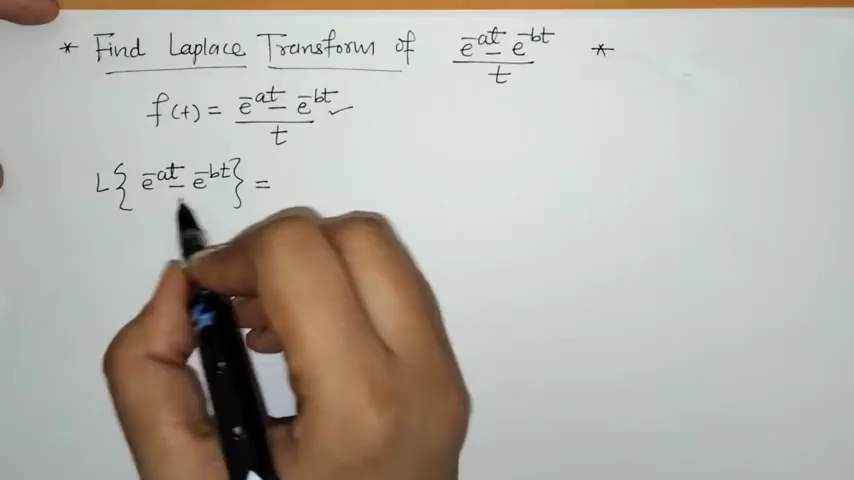 * Find Laplace Transform of (e^-at - e^-bt)/t *
f(t) = (e^-at - e^-bt)/t ✓
L{ e^-at - e^-bt } =